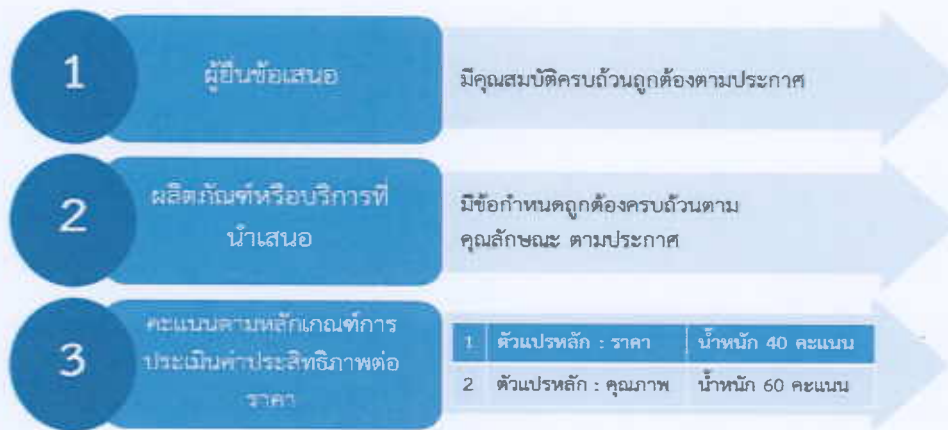 1
ผู้ยื่นข้อเสนอ
มีคุณสมบัติครบถ้วนถูกต้องตามประกาศ
2
ผลิตภัณฑ์หรือบริการที่
นำเสนอ
มีข้อกำหนดถูกต้องครบถ้วนตาม
คุณลักษณะ ตามประกาศ
3
คะแนนตามหลักเกณฑ์การ
ประเมินค่าประสิทธิภาพต่อ
ราคา
1 ตัวแปรหลัก : ราคา น้ำหนัก 40 คะแนน
2 ตัวแปรหลัก : คุณภาพ น้ำหนัก 60 คะแนน